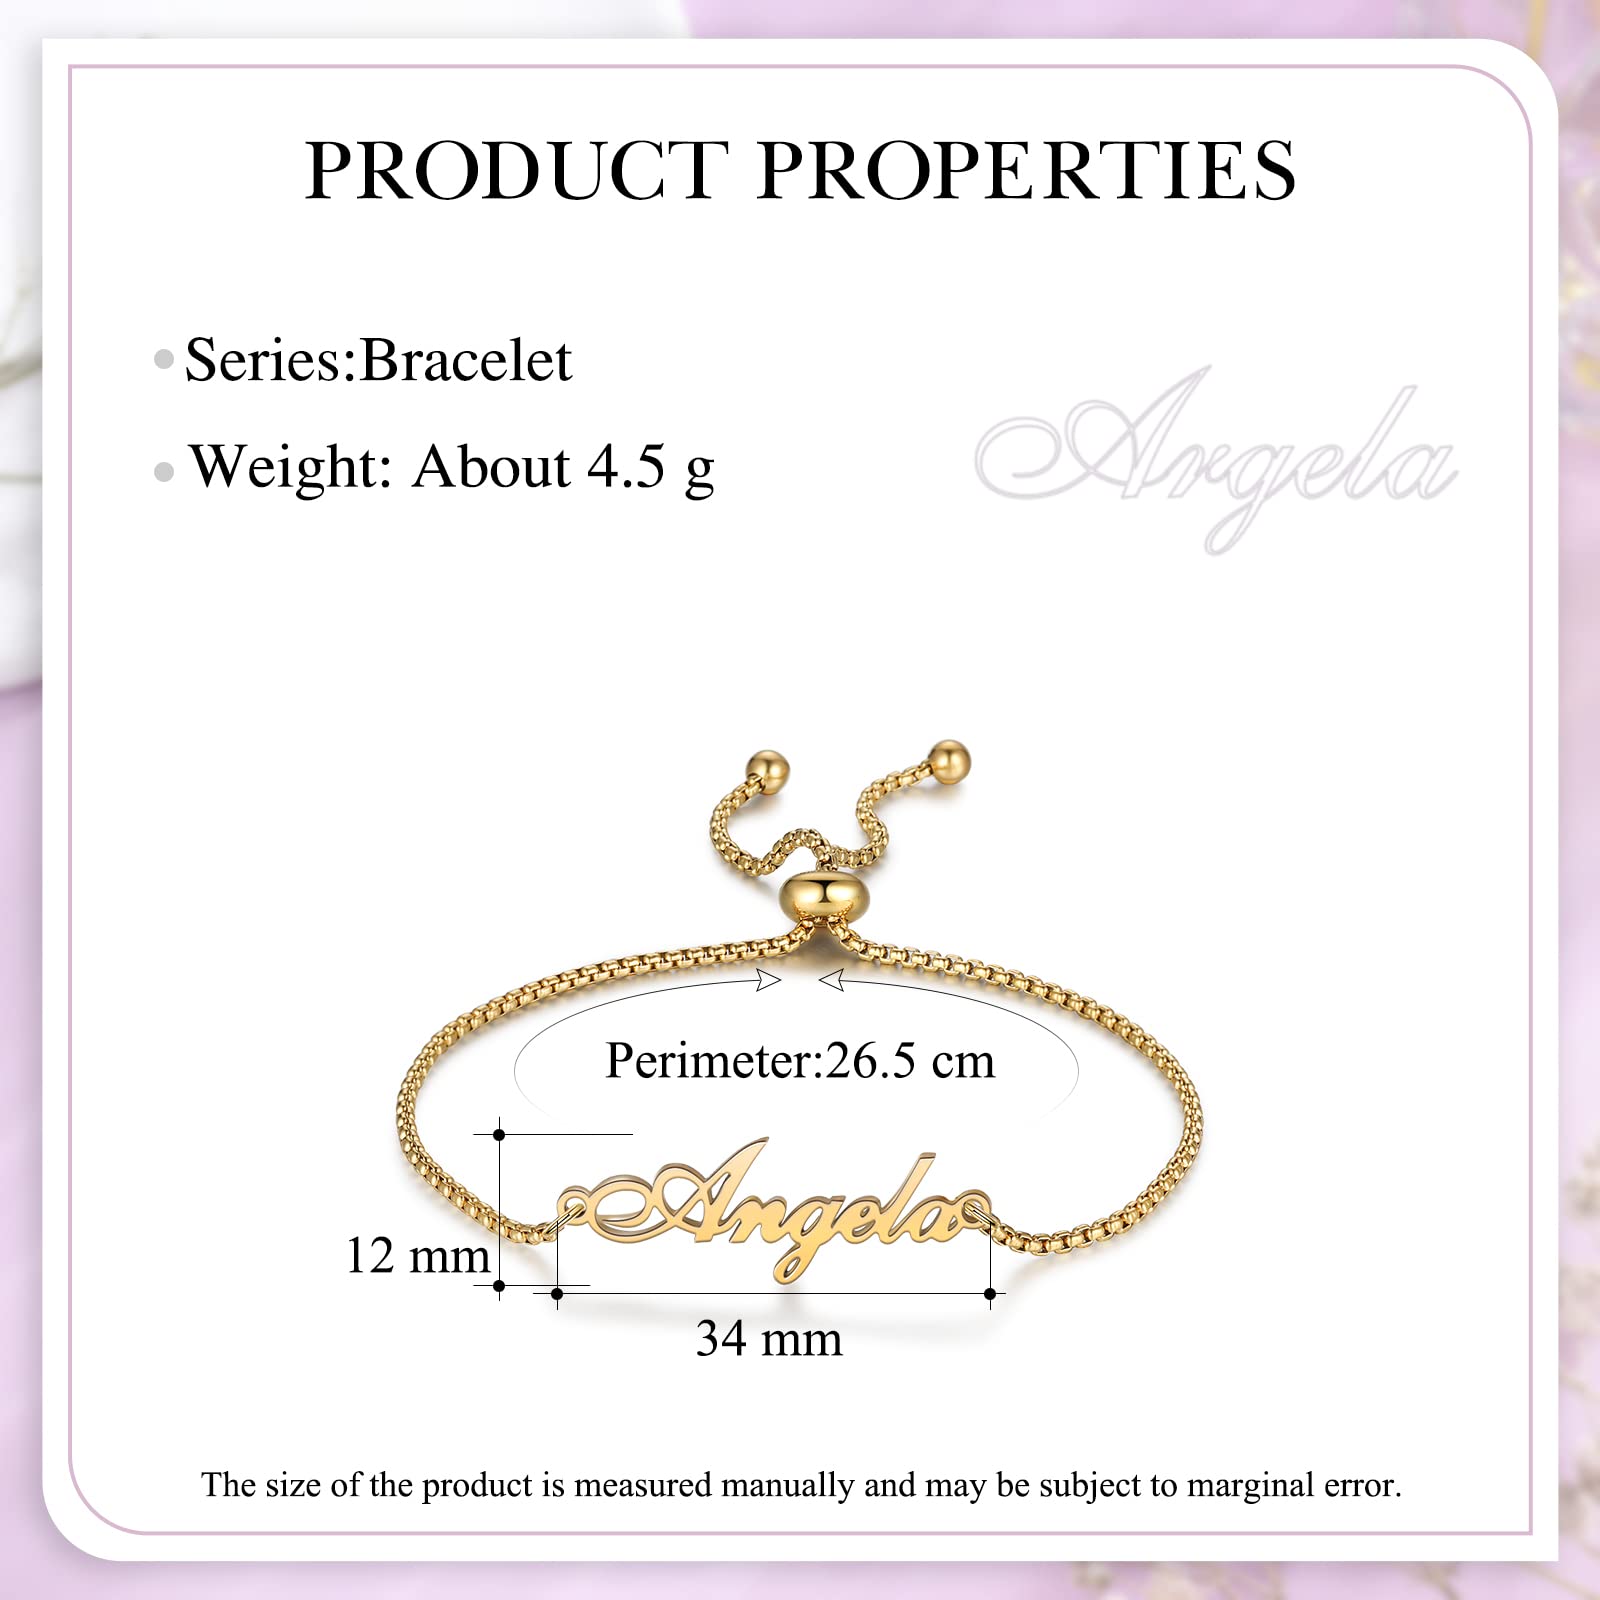 PRODUCT PROPERTIES
Series:Bracelet
Weight: About 4.5 g
Argela
Perimeter:26.5 cm
Angela
12 mm
34 mm
The size of the product is measured manually and may be subject to marginal error.